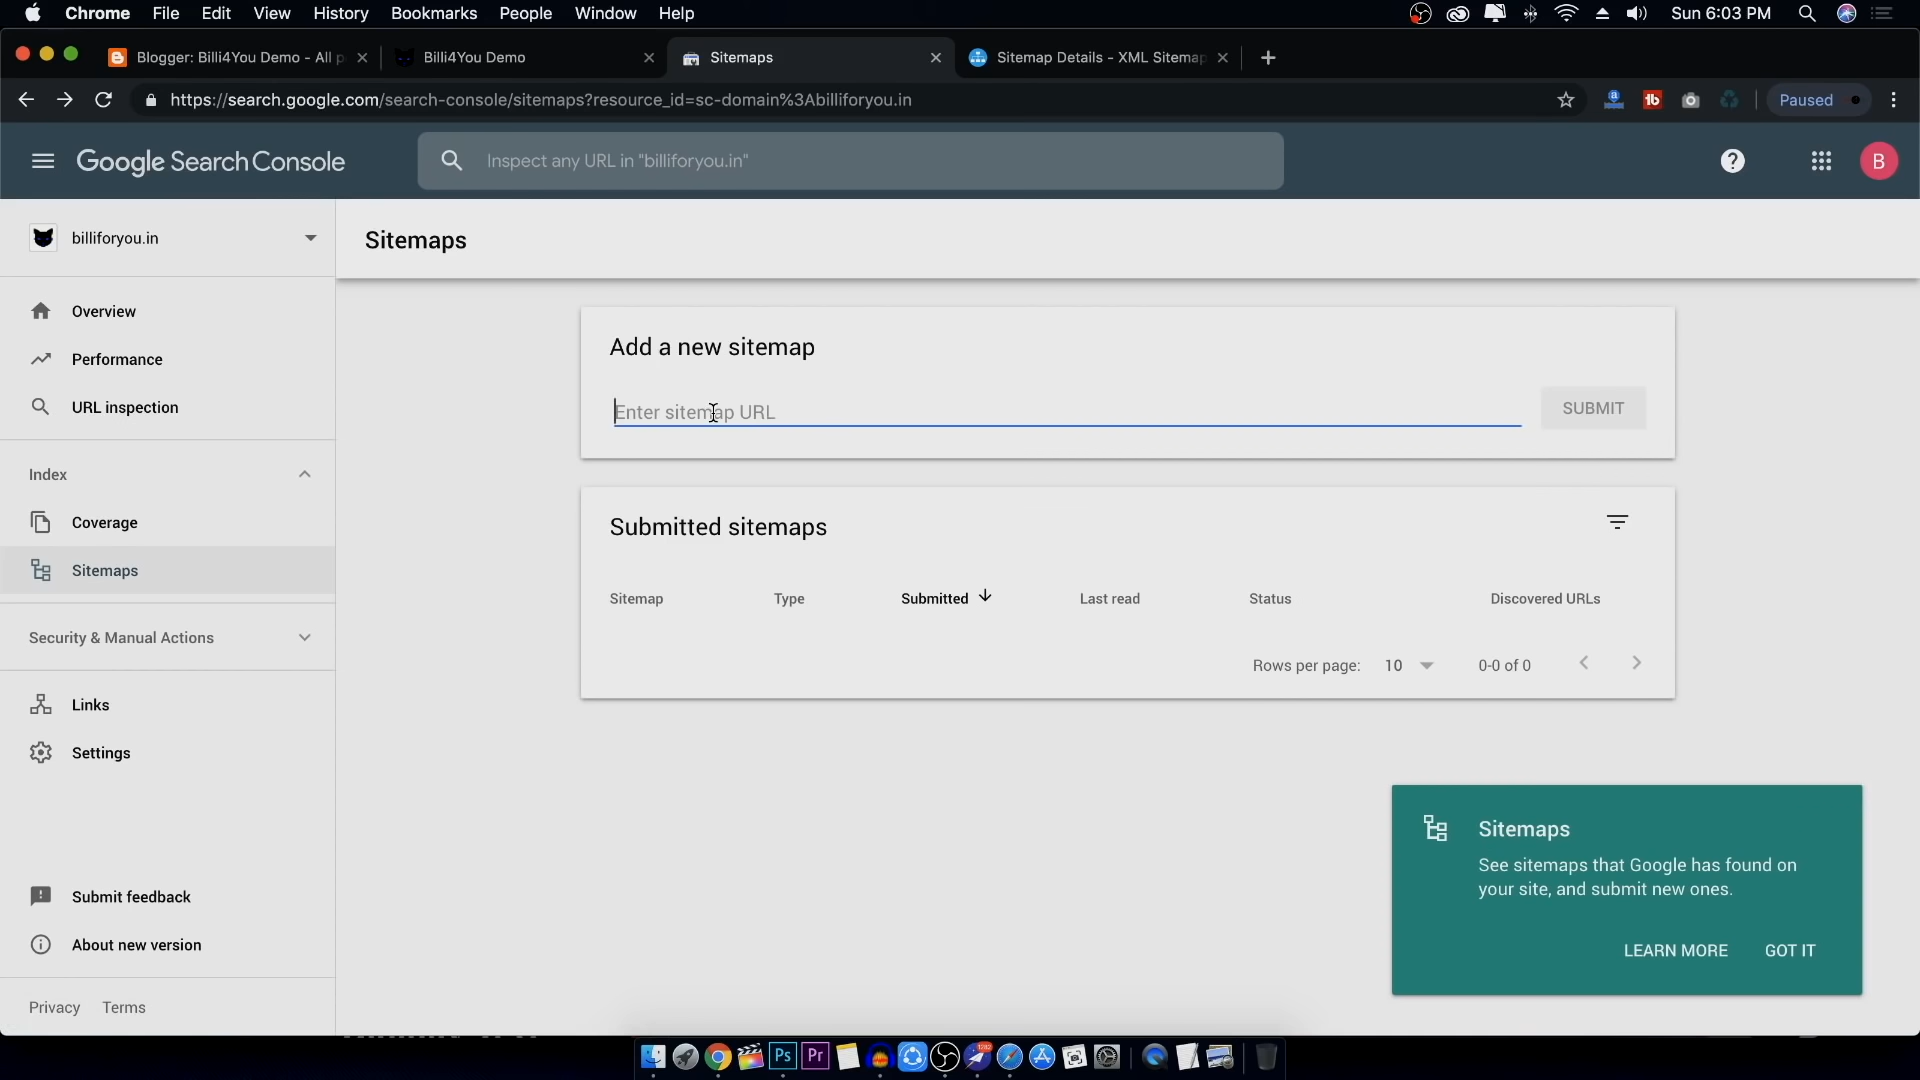 Chrome File Edit View History Bookmarks People Window Help Sun 6:03 PM
Blogger: Billi4You Demo - All p Billi4You Demo Sitemaps Sitemap Details - XML Sitemap
https://search.google.com/search-console/sitemaps?resource_id=sc-domain%3Abilliforyou.in Paused
Google Search Console Inspect any URL in "billiforyou.in" B
billiforyou.in
Sitemaps
Overview
Performance
URL inspection
Index
Coverage
Sitemaps
Security & Manual Actions
Links
Settings
Submit feedback
About new version
Privacy Terms
Add a new sitemap
Enter sitemap URL SUBMIT
Submitted sitemaps
Sitemap Type Submitted Last read Status Discovered URLs
Rows per page: 10 0-0 of 0
Sitemaps
See sitemaps that Google has found on
your site, and submit new ones.
LEARN MORE GOT IT
Ps Pr